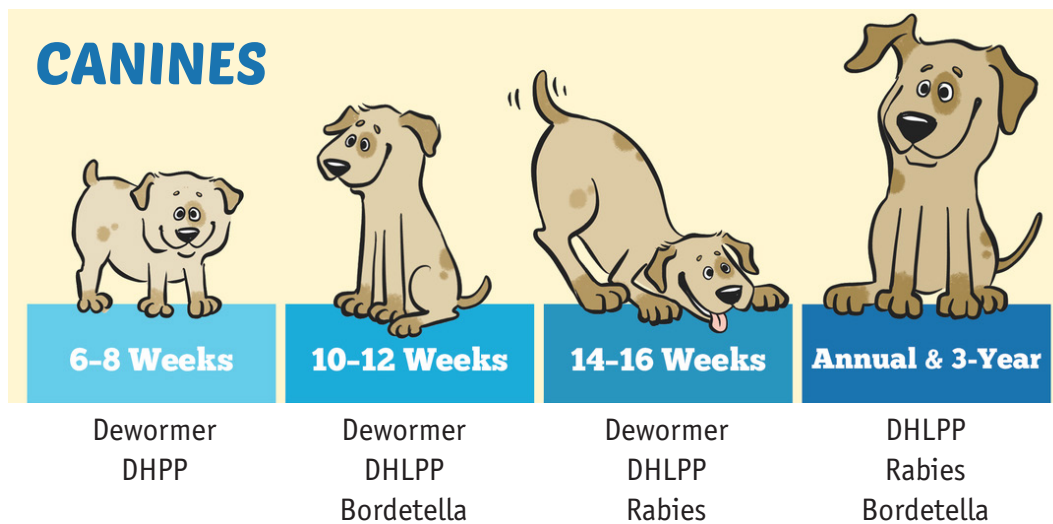 CANINES
6-8 Weeks
Dewormer
DHPP
10-12 Weeks
Dewormer
DHLPP
Bordetella
14-16 Weeks
Dewormer
DHLPP
Rabies
Annual & 3-Year
DHLPP
Rabies
Bordetella